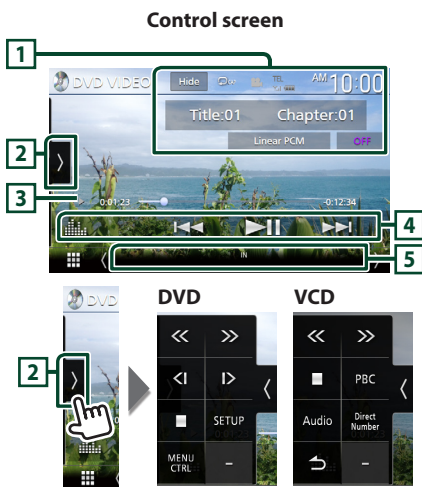 Control screen
1
DVD VIDEO
Hide
TEL
AM 10:00
Title:01 Chapter:01
Linear PCM OFF
2
3
0:01:23 -0:12:34
4
IN
5
DVD VCD
DVD
2
PBC
SETUP
Audio
Direct
Number
MENU
CTRL